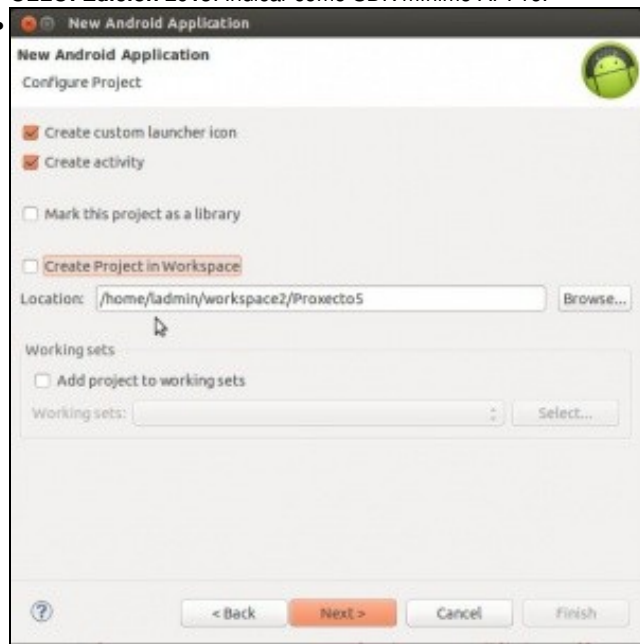 New Android Application
New Android Application
Configure Project
Create custom launcher icon
Create activity
Mark this project as a library
Create Project in Workspace
Location: /home/ladmin/workspace2/Proxecto5 Browse...
Working sets
Add project to working sets
Working sets: Select...
? < Back Next > Cancel Finish